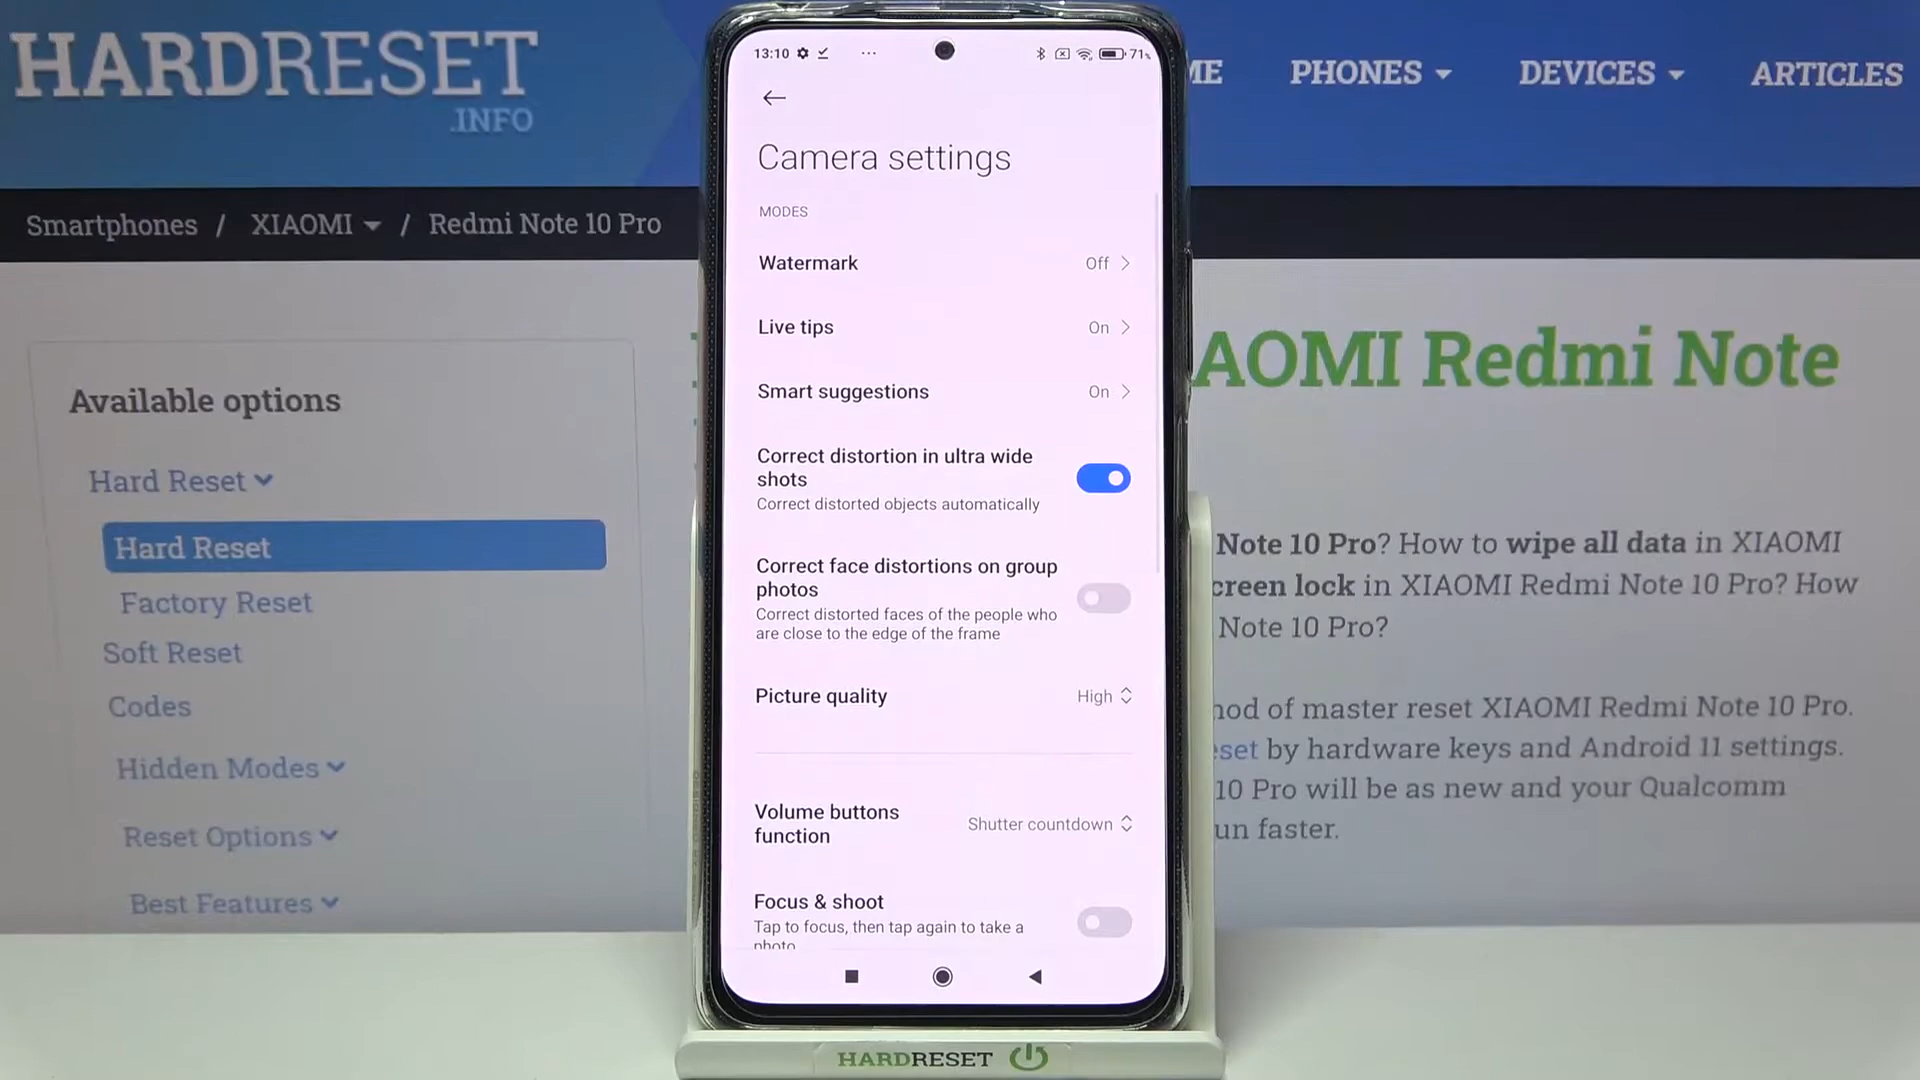 HARDRESET
.INFO
PHONES
DEVICES
ARTICLES
Smartphones / XIAOMI / Redmi Note 10 Pro
Available options
Hard Reset
Hard Reset
Factory Reset
Soft Reset
Codes
Hidden Modes
Reset Options
Best Features
13:10
71%
Camera settings
MODES
Watermark Off
Live tips On
Smart suggestions On
Correct distortion in ultra wide
shots
Correct distorted objects automatically
Correct face distortions on group
photos
Correct distorted faces of the people who
are close to the edge of the frame
Picture quality High
Volume buttons
function
Shutter countdown
Focus & shoot
Tap to focus, then tap again to take a
photo
AOMI Redmi Note
Note 10 Pro? How to wipe all data in XIAOMI
creen lock in XIAOMI Redmi Note 10 Pro? How
Note 10 Pro?
nod of master reset XIAOMI Redmi Note 10 Pro.
eset by hardware keys and Android 11 settings.
10 Pro will be as new and your Qualcomm
un faster.
HARDRESET